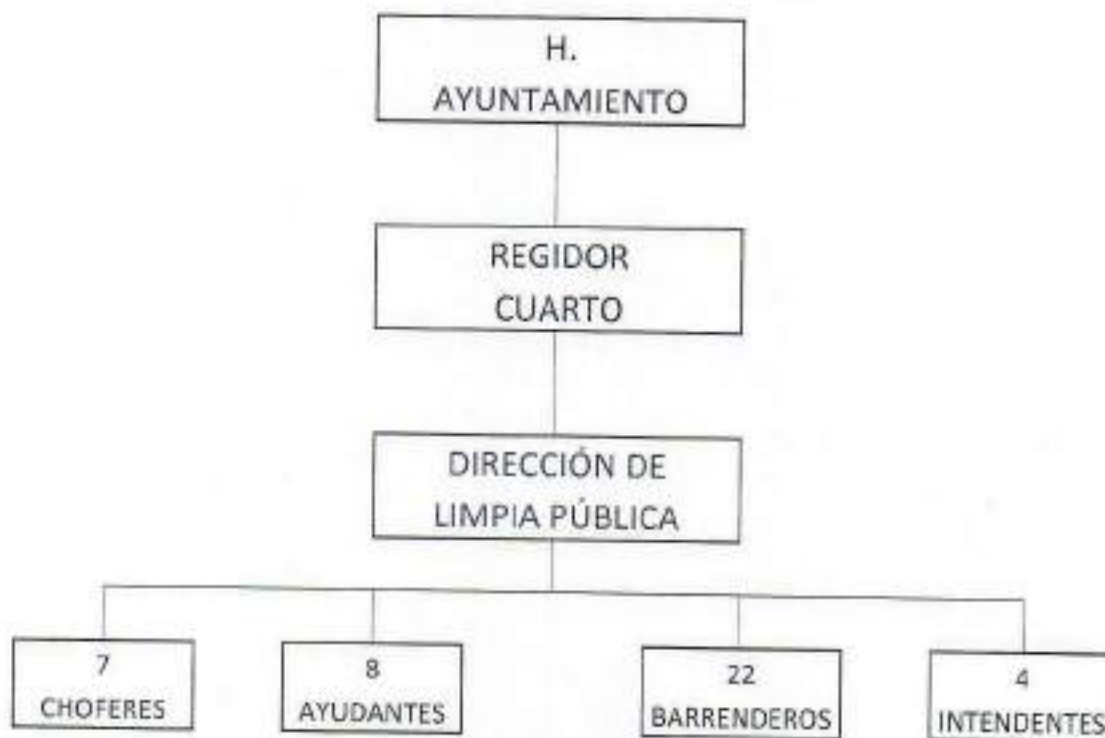 H.
AYUNTAMIENTO
REGIDOR
CUARTO
DIRECCIÓN DE
LIMPIA PÚBLICA
7
CHOFERES
8
AYUDANTES
22
BARRENDEROS
4
INTENDENTES